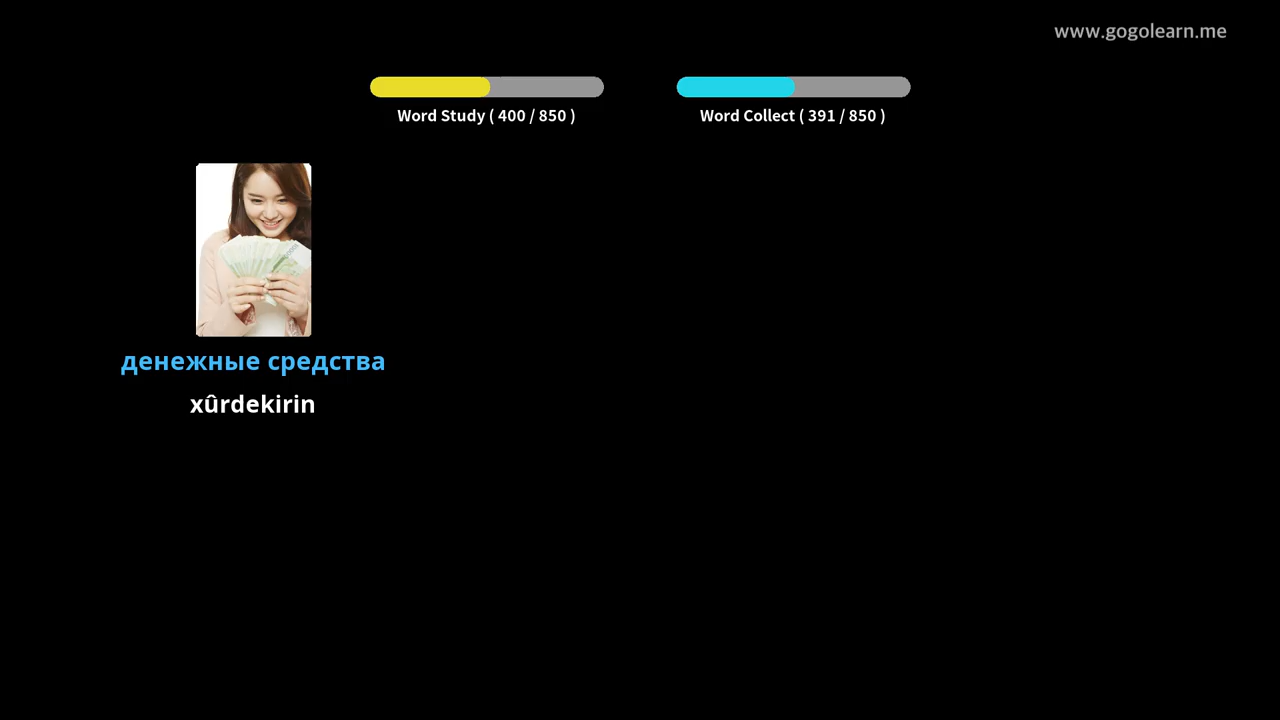 www.gogolearn.me
Word Study ( 400 / 850 )
Word Collect ( 391 / 850 )
денежные средства
xûrdekirin